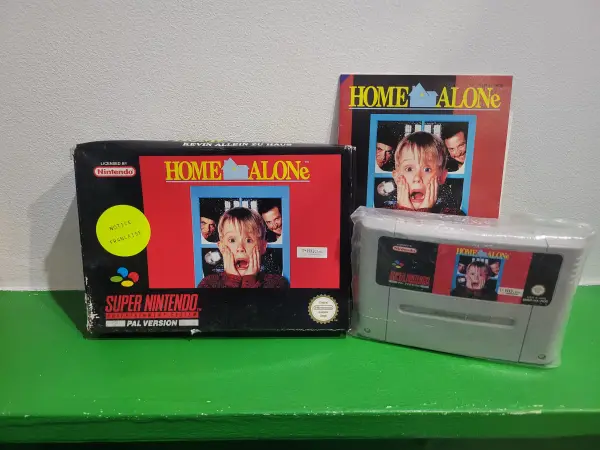 KEVIN ALLEIN ZU HAUS
LICENSED BY
Nintendo
HOME ALONe
NOTICE
FRANCAISE
SUPER NINTENDO
ENTERTAINMENT SYSTEM
PAL VERSION
HOME ALONe
Nintendo
HOME ALONe
SUPER NINTENDO